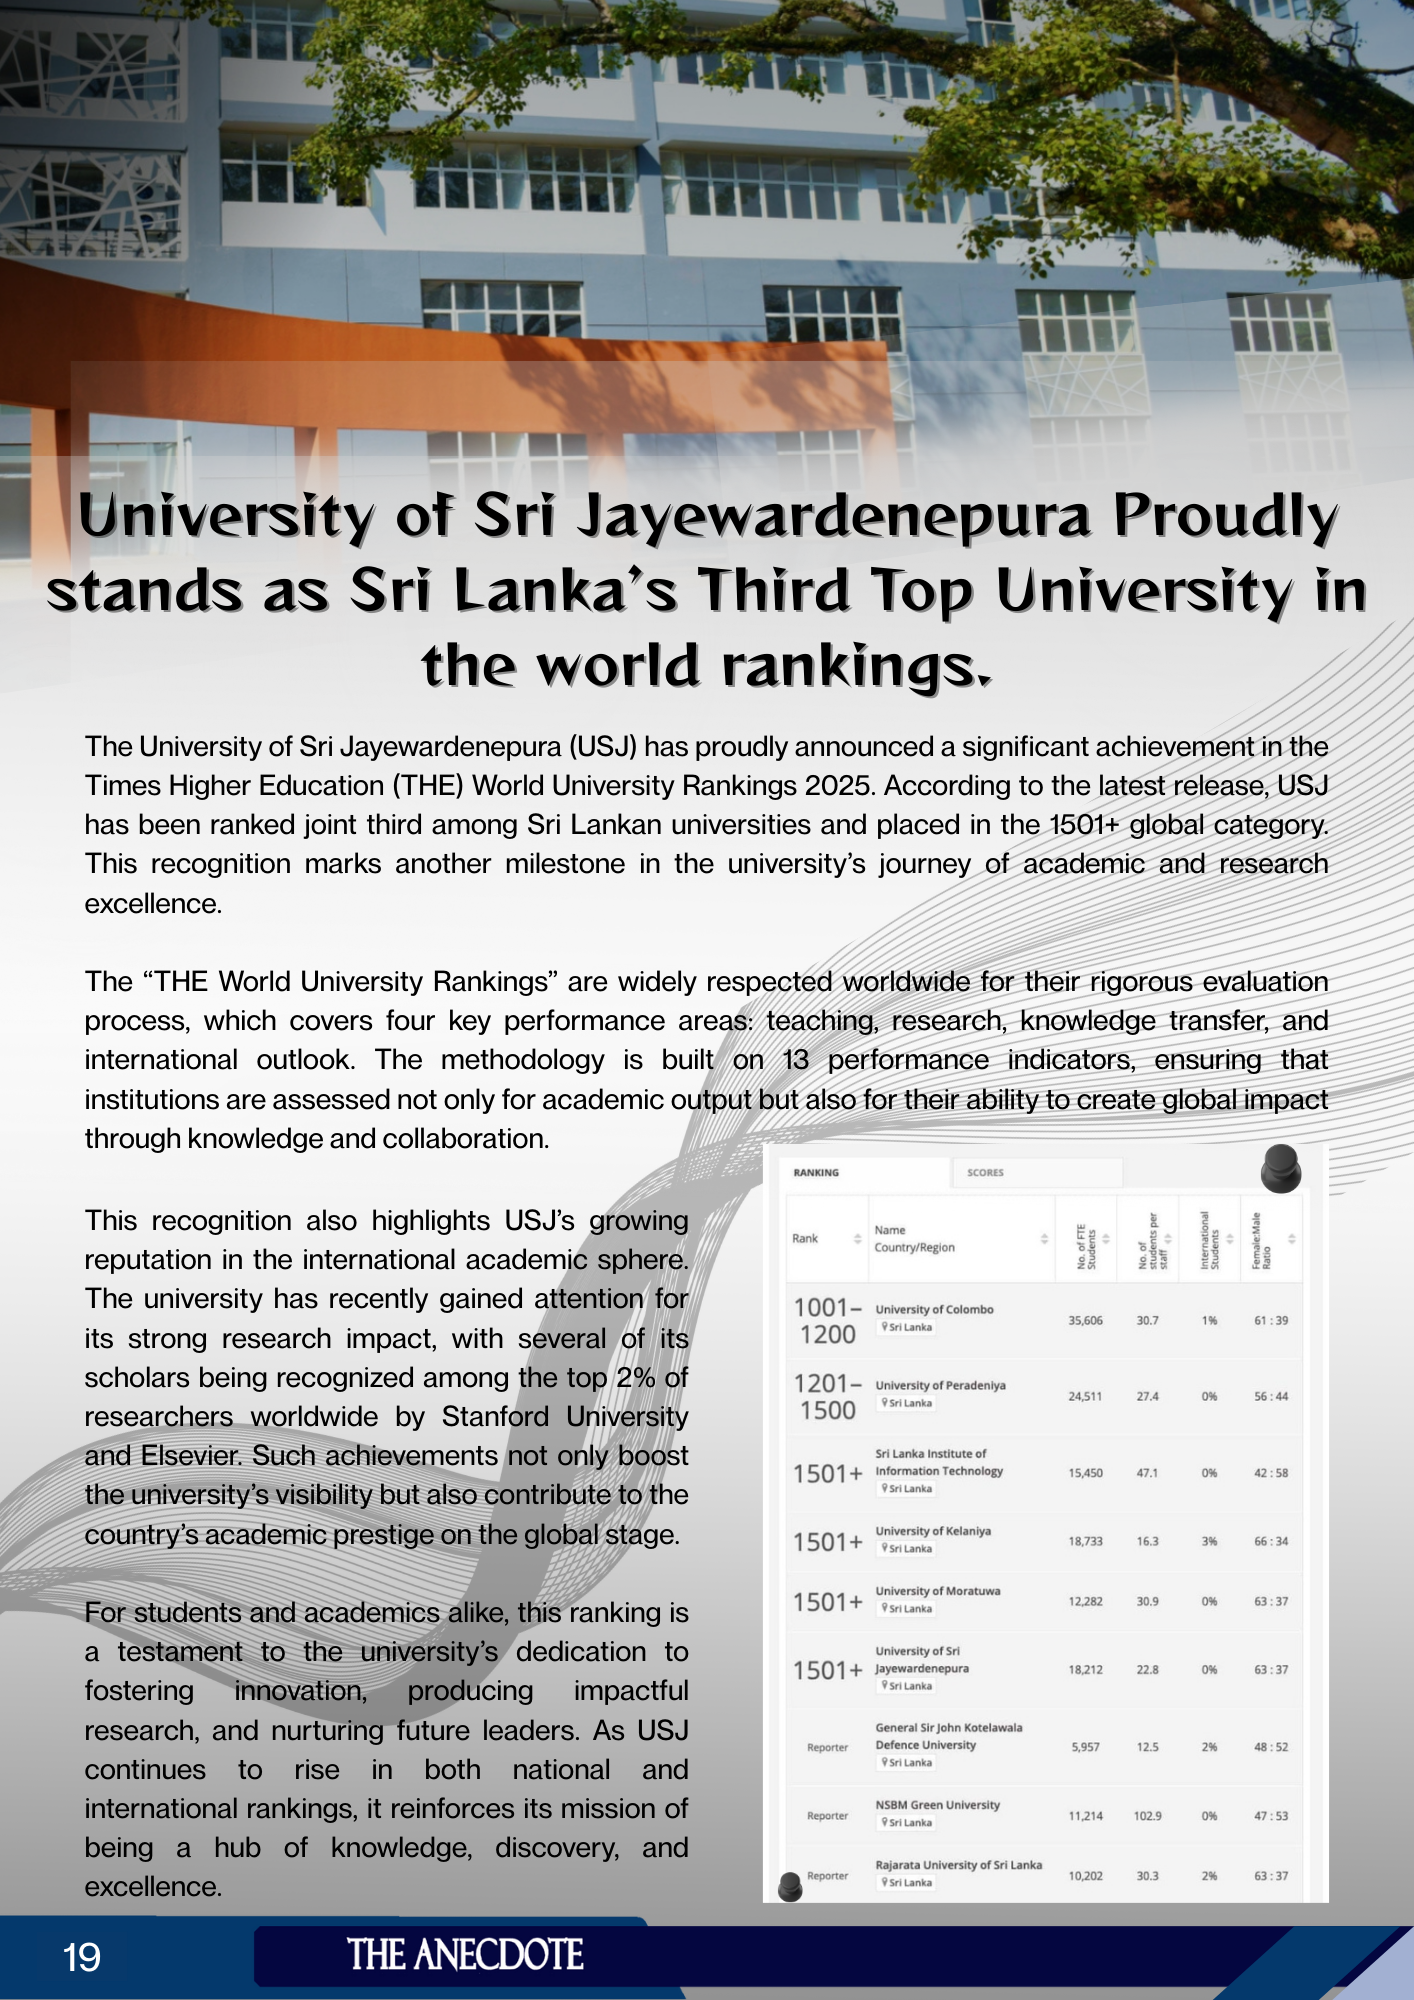 University of Sri Jayewardenepura Proudly
stands as Sri Lanka's Third Top University in
the world rankings.
The University of Sri Jayewardenepura (USJ) has proudly announced a significant achievement in the
Times Higher Education (THE) World University Rankings 2025. According to the latest release, USJ
has been ranked joint third among Sri Lankan universities and placed in the 1501+ global category.
This recognition marks another milestone in the university's journey of academic and research
excellence.
The “THE World University Rankings” are widely respected worldwide for their rigorous evaluation
process, which covers four key performance areas: teaching, research, knowledge transfer, and
international outlook. The methodology is built on 13 performance indicators, ensuring that
institutions are assessed not only for academic output but also for their ability to create global impact
through knowledge and collaboration.
This recognition also highlights USJ's growing
reputation in the international academic sphere.
The university has recently gained attention for
its strong research impact, with several of its
scholars being recognized among the top 2% of
researchers worldwide by Stanford University
and Elsevier. Such achievements not only boost
the university's visibility but also contribute to the
country's academic prestige on the global stage.
For students and academics alike, this ranking is
a testament to the university's dedication to
fostering innovation, producing impactful
research, and nurturing future leaders. As USJ
continues to rise in both national and
international rankings, it reinforces its mission of
being a hub of knowledge, discovery, and
excellence.
RANKING SCORES
Rank
Name
Country/Region
No. of FTE
Students
No. of
students per
staff
International
Students
Female:Male
Ratio
1001–
1200
University of Colombo
Sri Lanka
35,606 30.7 1% 61 : 39
1201–
1500
University of Peradeniya
Sri Lanka
24,511 27.4 0% 56 : 44
1501+
Sri Lanka Institute of
Information Technology
Sri Lanka
15,450 47.1 0% 42 : 58
1501+
University of Kelaniya
Sri Lanka
18,733 16.3 3% 66 : 34
1501+
University of Moratuwa
Sri Lanka
12,282 30.9 0% 63 : 37
1501+
University of Sri
Jayewardenepura
Sri Lanka
18,212 22.8 0% 63 : 37
Reporter
General Sir John Kotelawala
Defence University
Sri Lanka
5,957 12.5 2% 48 : 52
Reporter
NSBM Green University
Sri Lanka
11,214 102.9 0% 47 : 53
Reporter
Rajarata University of Sri Lanka
Sri Lanka
10,202 30.3 2% 63 : 37
19
THE ANECDOTE